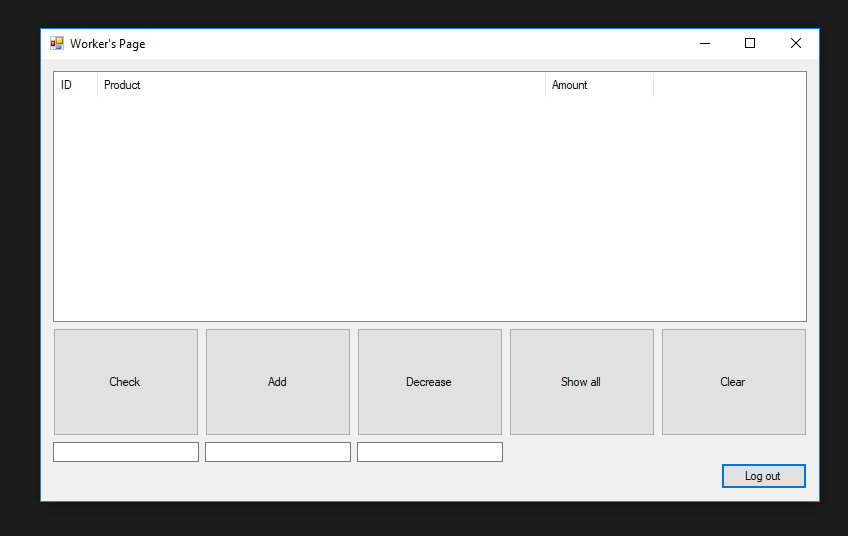 Worker's Page
ID Product Amount
Check Add Decrease Show all Clear
Log out